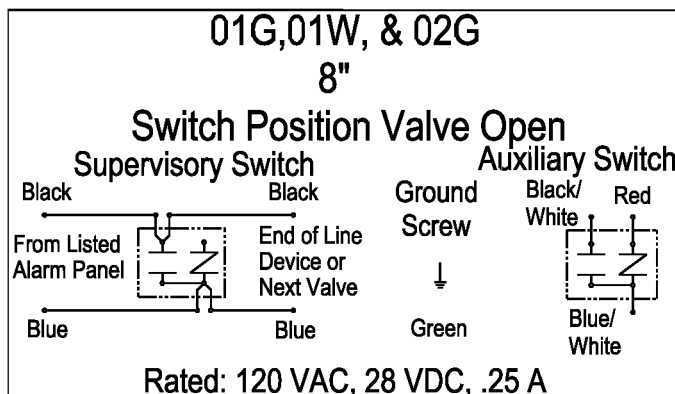 01G,01W, & 02G
8"
Switch Position Valve Open
Supervisory Switch
Auxiliary Switch
Black
Black
Ground
Screw
Black/
White
Red
From Listed
Alarm Panel
End of Line
Device or
Next Valve
Blue
Blue
Green
Blue/
White
Rated: 120 VAC, 28 VDC, .25 A